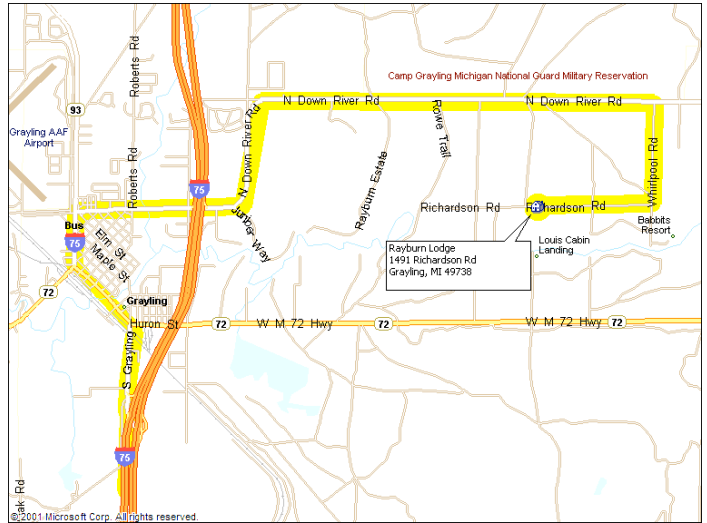 Roberts Rd
Camp Grayling Michigan National Guard Military Reservation
93
N Down River Rd
N Down River Rd
N Down River Rd
Rowe Trail
Grayling AAF
Airport
Roberts Rd
Whirlpool Rd
Rayburn Estate
75
Richardson Rd
Richardson Rd
Bus
75
Elm St
Maple St
Babbits
Resort
Rayburn Lodge
1491 Richardson Rd
Grayling, MI 49738
Louis Cabin
Landing
72
Grayling
Huron St
72
W M 72 Hwy
72
W M 72 Hwy
72
S Grayling
75
ak Rd
© 2001 Microsoft Corp. All rights reserved.